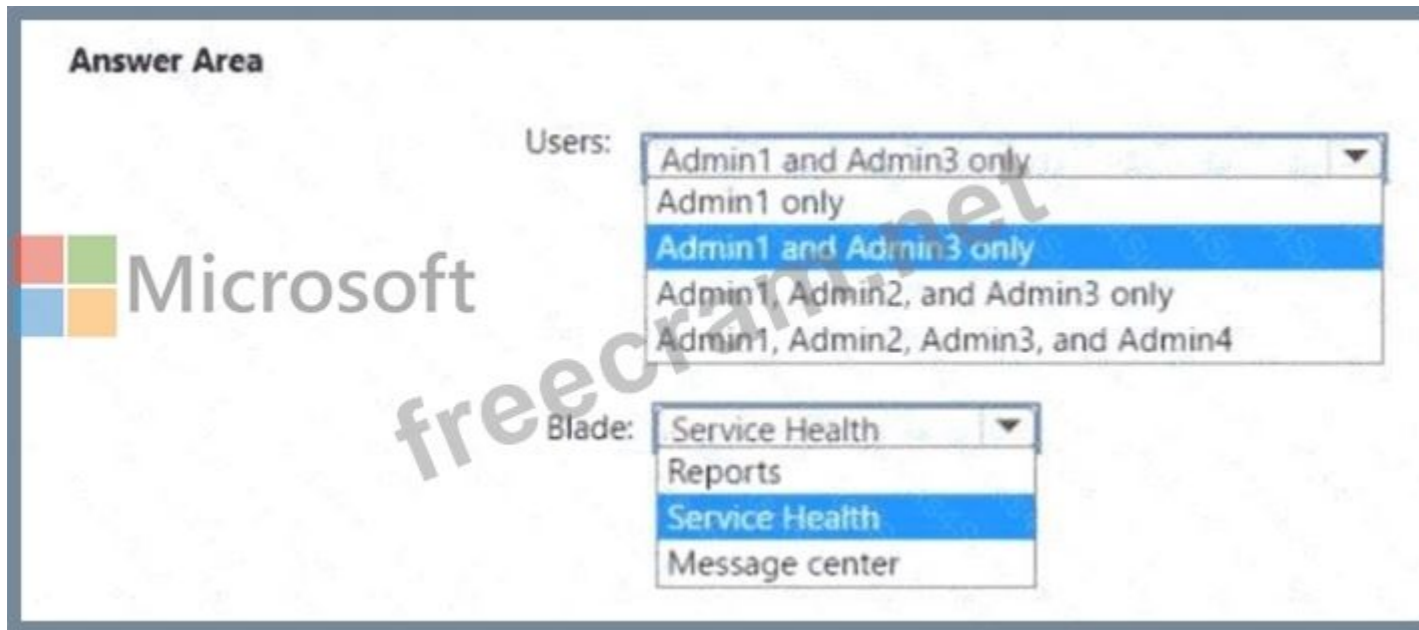 Answer Area
Users:
Admin1 and Admin3 only
Admin1 only
Admin1 and Admin3 only
Admin1, Admin2, and Admin3 only
Admin1, Admin2, Admin3, and Admin4
Microsoft
freecram.net
Blade:
Service Health
Reports
Service Health
Message center